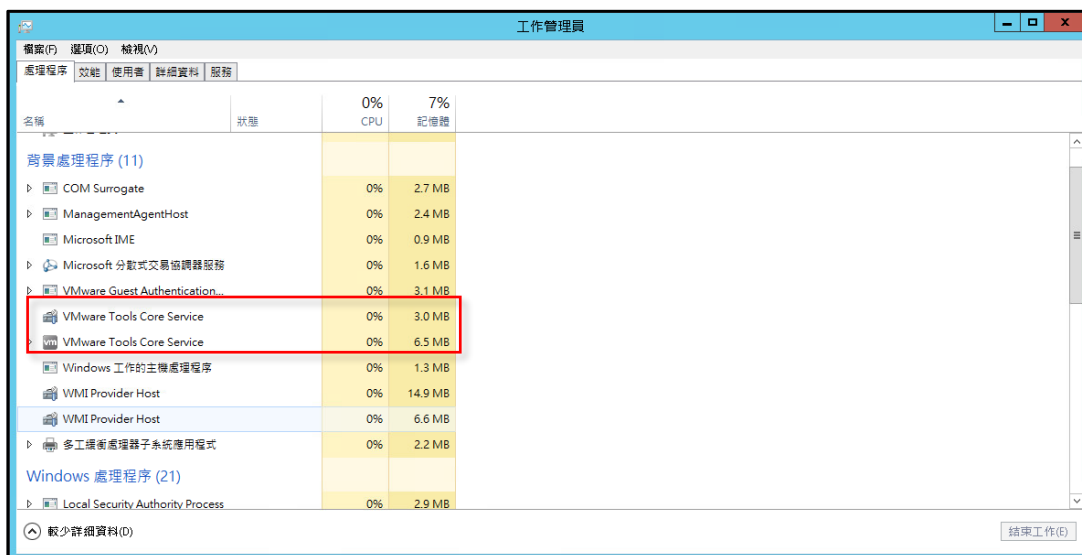 工作管理員
檔案(F) 選項(O) 檢視(V)
處理程序 效能 使用者 詳細資料 服務
0% 7%
名稱 狀態 CPU 記憶體
背景處理程序 (11)
COM Surrogate 0% 2.7 MB
ManagementAgentHost 0% 2.4 MB
Microsoft IME 0% 0.9 MB
Microsoft 分散式交易協調器服務 0% 1.6 MB
VMware Guest Authentication... 0% 3.1 MB
VMware Tools Core Service 0% 3.0 MB
vm VMware Tools Core Service 0% 6.5 MB
Windows 工作的主機處理程序 0% 1.3 MB
WMI Provider Host 0% 14.9 MB
WMI Provider Host 0% 6.6 MB
多工緩衝處理器子系統應用程式 0% 2.2 MB
Windows 處理程序 (21)
Local Security Authority Process 0% 2.9 MB
較少詳細資料(D) 結束工作(E)